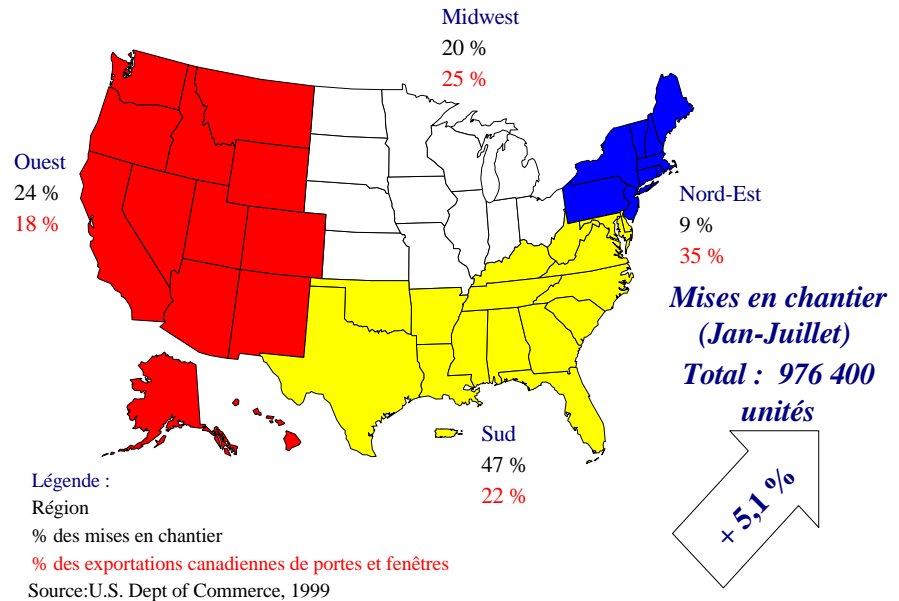 Midwest
20 %
25 %
Ouest
24 %
18 %
Nord-Est
9 %
35 %
Mises en chantier
(Jan-Juillet)
Total : 976 400
unités
+ 5,1 %
Sud
47 %
22 %
Légende :
Région
% des mises en chantier
% des exportations canadiennes de portes et fenêtres
Source:U.S. Dept of Commerce, 1999